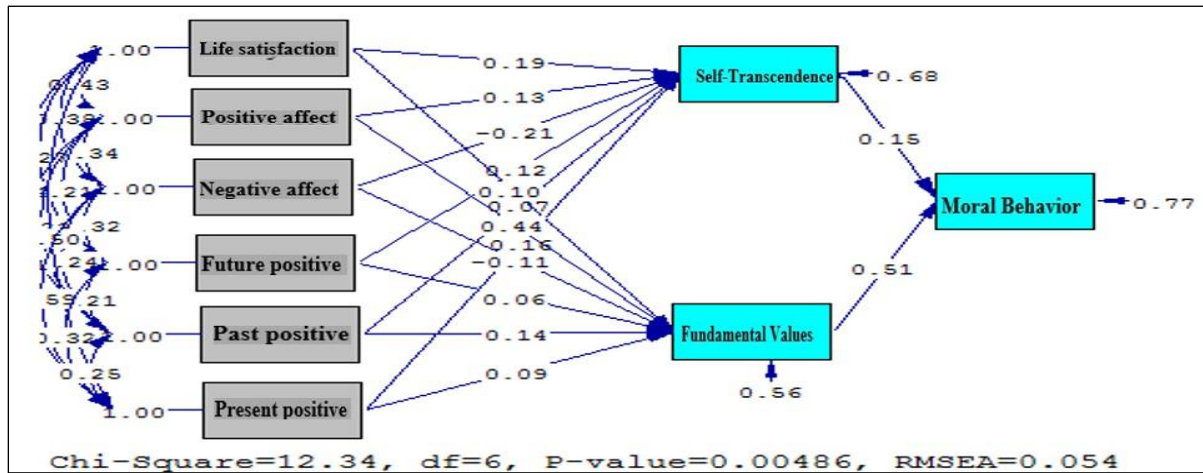 1.00
Life satisfaction
0.19
Self-Transcendence
0.68
0.43
0.13
1.00
Positive affect
-0.21
0.15
.34
0.12
1.00
Negative affect
0.10
0.07
Moral Behavior
0.77
0.44
.32
0.16
-0.11
1.00
Future positive
0.51
.21
0.06
1.00
Past positive
0.14
Fundamental Values
0.32
0.25
0.09
0.56
1.00
Present positive
Chi-Square=12.34, df=6, P-value=0.00486, RMSEA=0.054